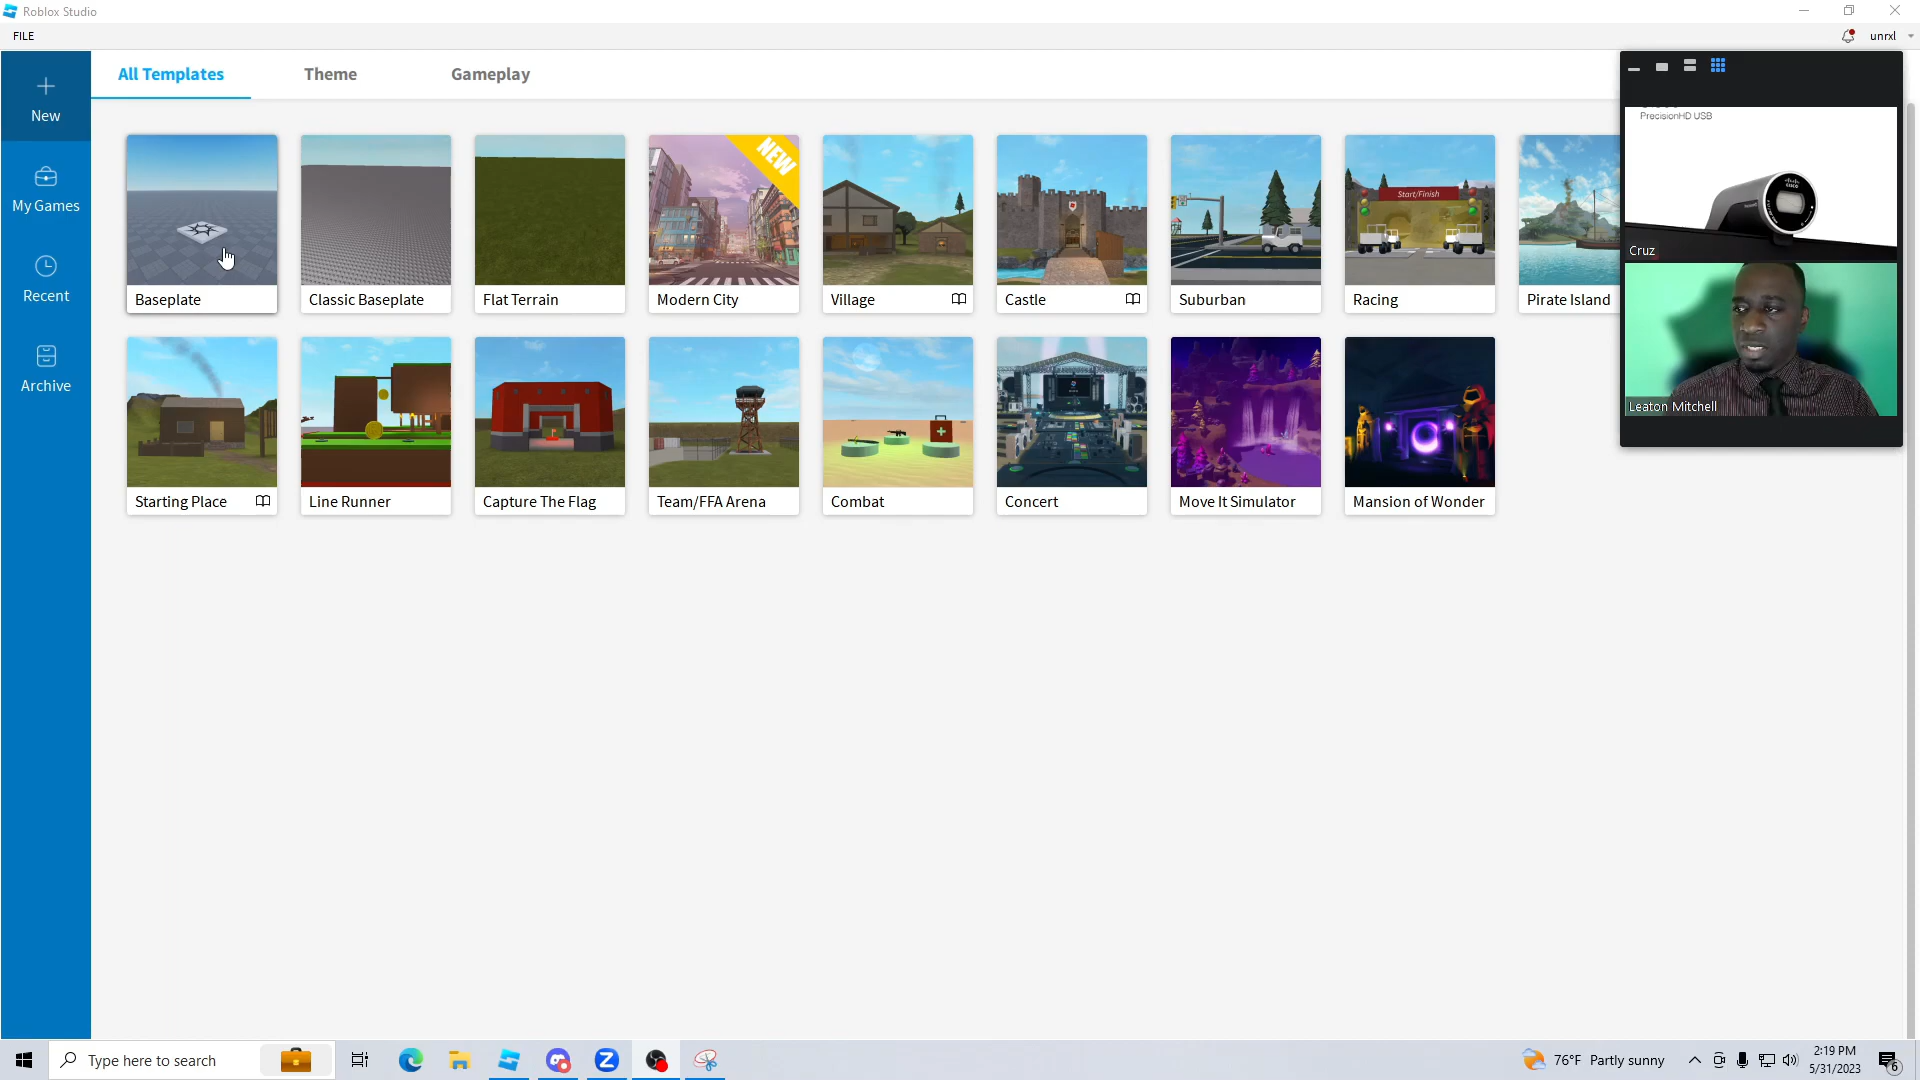 Roblox Studio
FILE
unrxl
New
My Games
Recent
Archive
All Templates
Theme
Gameplay
Baseplate
Classic Baseplate
Flat Terrain
NEW
Modern City
Village
Castle
Suburban
Start/Finish
Racing
Pirate Island
Starting Place
Line Runner
Capture The Flag
Team/FFA Arena
Combat
Concert
Move It Simulator
Mansion of Wonder
PrecisionHD USB
Cruz
Leaton Mitchell
Type here to search
76°F Partly sunny
2:19 PM
5/31/2023
6